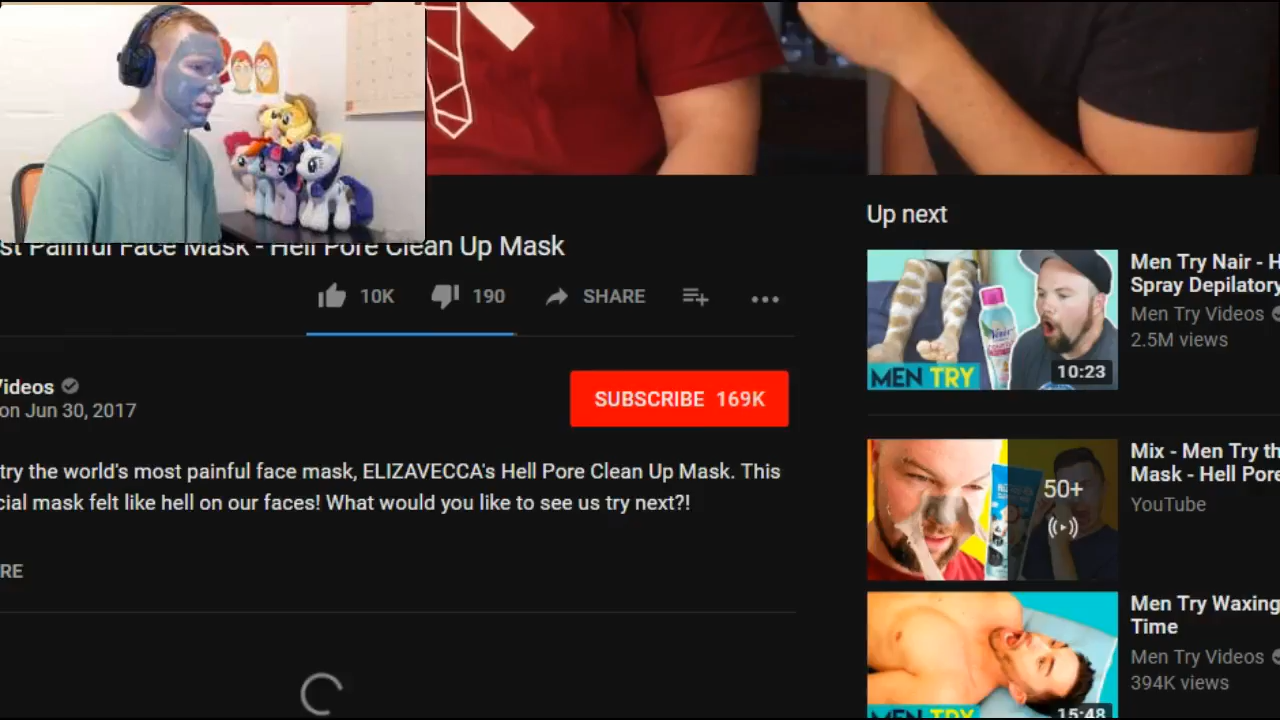 st Painful Face Mask - Hell Pore Clean Up Mask
10K 190 SHARE
Videos
on Jun 30, 2017
SUBSCRIBE 169K
try the world's most painful face mask, ELIZAVECCA's Hell Pore Clean Up Mask. This
cial mask felt like hell on our faces! What would you like to see us try next?!
RE
Up next
MEN TRY
10:23
Men Try Nair - H
Spray Depilatory
Men Try Videos
2.5M views
50+
Mix - Men Try th
Mask - Hell Pore
YouTube
MEN TRY
15:48
Men Try Waxing
Time
Men Try Videos
394K views